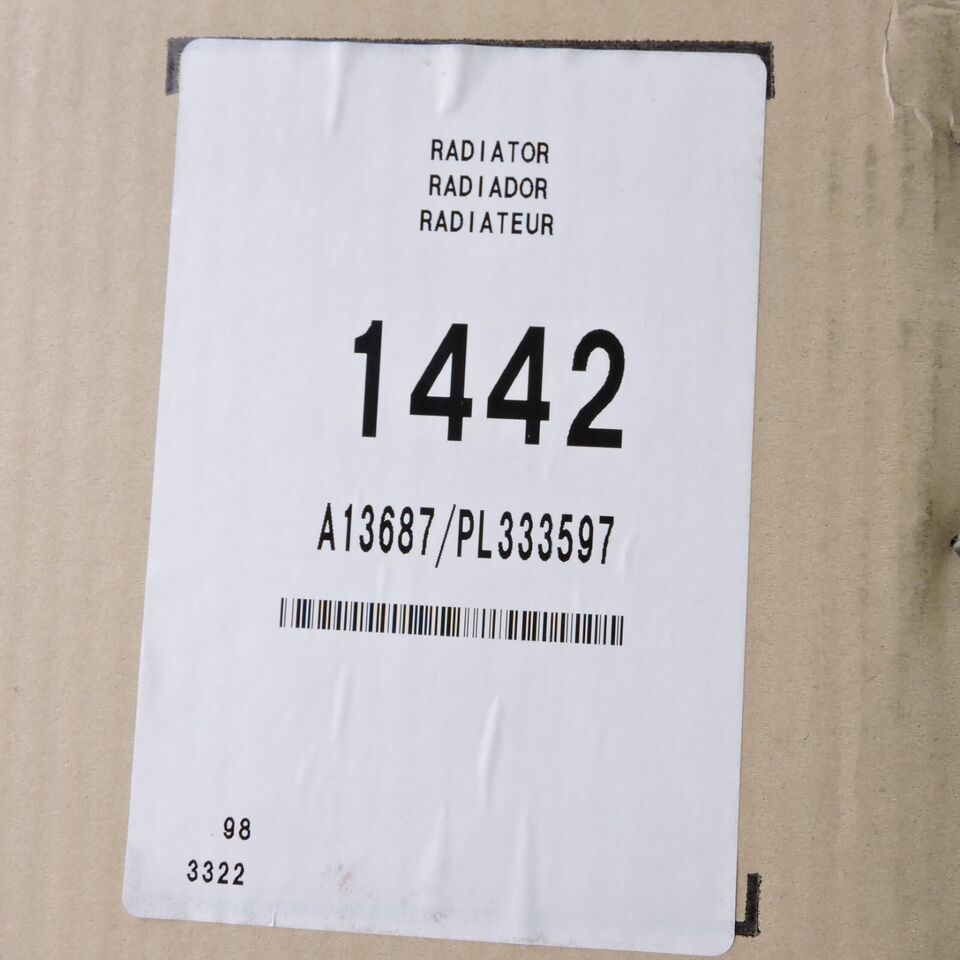 RADIATOR
RADIADOR
RADIATEUR
1442
A13687/PL333597
98
3322